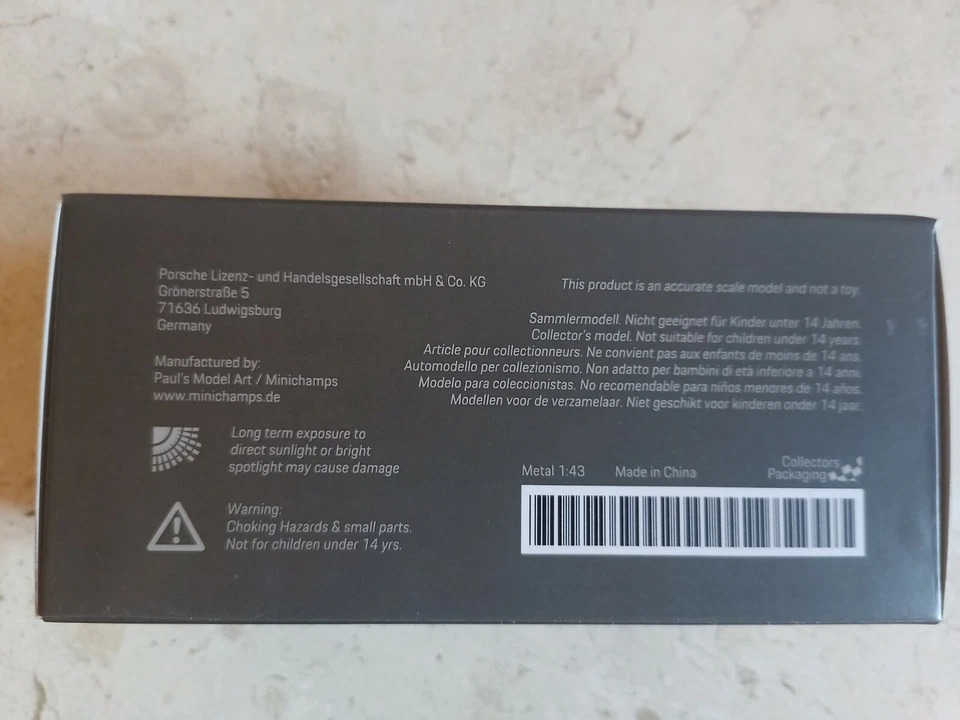 Porsche Lizenz- und Handelsgesellschaft mbH & Co. KG
Grönerstraße 5
71636 Ludwigsburg
Germany
Manufactured by:
Paul's Model Art / Minichamps
www.minichamps.de
Long term exposure to
direct sunlight or bright
spotlight may cause damage
Warning:
Choking Hazards & small parts.
Not for children under 14 yrs.
This product is an accurate scale model and not a toy.
Sammlermodell. Nicht geeignet für Kinder unter 14 Jahren.
Collector's model. Not suitable for children under 14 years.
Article pour collectionneurs. Ne convient pas aux enfants de moins de 14 ans.
Automodello per collezionismo. Non adatto per bambini di età inferiore a 14 anni.
Modelo para coleccionistas. No recomendable para niños menores de 14 años.
Modellen voor de verzamelaar. Niet geschikt voor kinderen onder 14 jaar.
Metal 1:43 Made in China
Collectors
Packaging